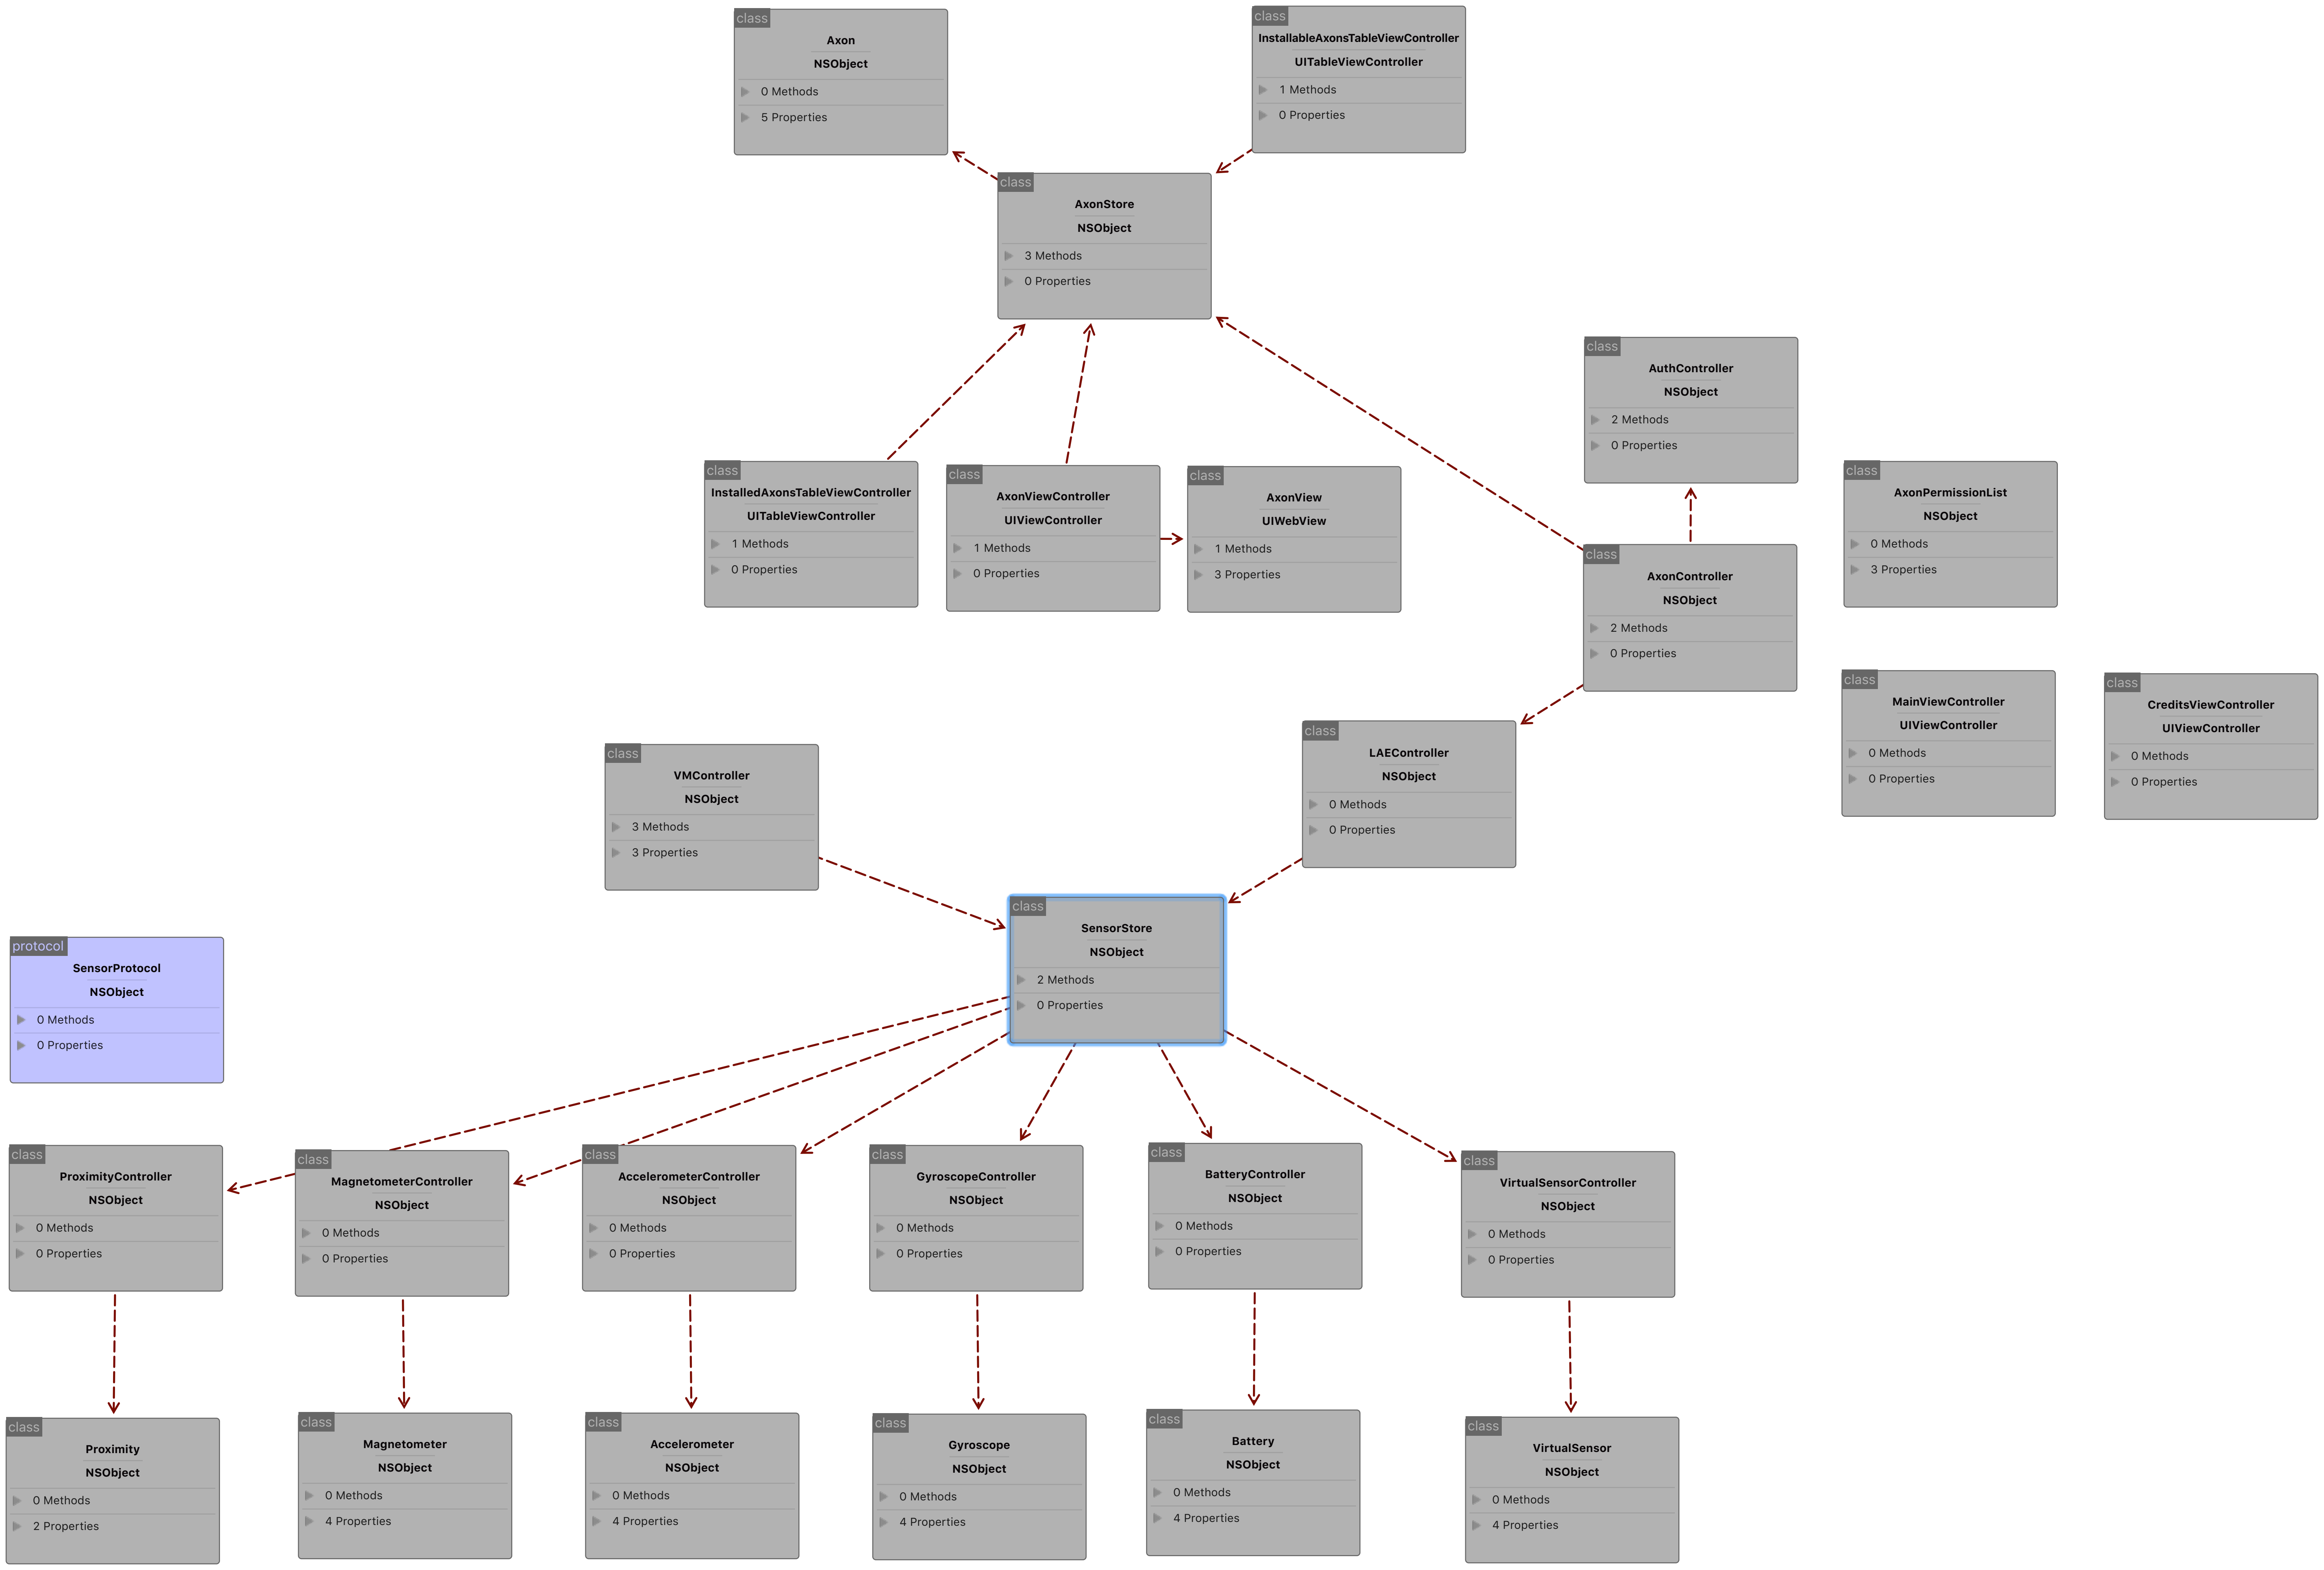 class
Axon
NSObject
0 Methods
5 Properties
class
InstallableAxonsTableViewController
UITableViewController
1 Methods
0 Properties
class
AxonStore
NSObject
3 Methods
0 Properties
class
AuthController
NSObject
2 Methods
0 Properties
class
InstalledAxonsTableViewController
UITableViewController
1 Methods
0 Properties
class
AxonViewController
UIViewController
1 Methods
0 Properties
class
AxonView
UIWebView
1 Methods
3 Properties
class
AxonPermissionList
NSObject
0 Methods
3 Properties
class
AxonController
NSObject
2 Methods
0 Properties
class
MainViewController
UIViewController
0 Methods
0 Properties
class
CreditsViewController
UIViewController
0 Methods
0 Properties
class
LAEController
NSObject
0 Methods
0 Properties
class
VMController
NSObject
3 Methods
3 Properties
class
SensorStore
NSObject
2 Methods
0 Properties
protocol
SensorProtocol
NSObject
0 Methods
0 Properties
class
ProximityController
NSObject
0 Methods
0 Properties
class
MagnetometerController
NSObject
0 Methods
0 Properties
class
AccelerometerController
NSObject
0 Methods
0 Properties
class
GyroscopeController
NSObject
0 Methods
0 Properties
class
BatteryController
NSObject
0 Methods
0 Properties
class
VirtualSensorController
NSObject
0 Methods
0 Properties
class
Proximity
NSObject
0 Methods
2 Properties
class
Magnetometer
NSObject
0 Methods
4 Properties
class
Accelerometer
NSObject
0 Methods
4 Properties
class
Gyroscope
NSObject
0 Methods
4 Properties
class
Battery
NSObject
0 Methods
4 Properties
class
VirtualSensor
NSObject
0 Methods
4 Properties